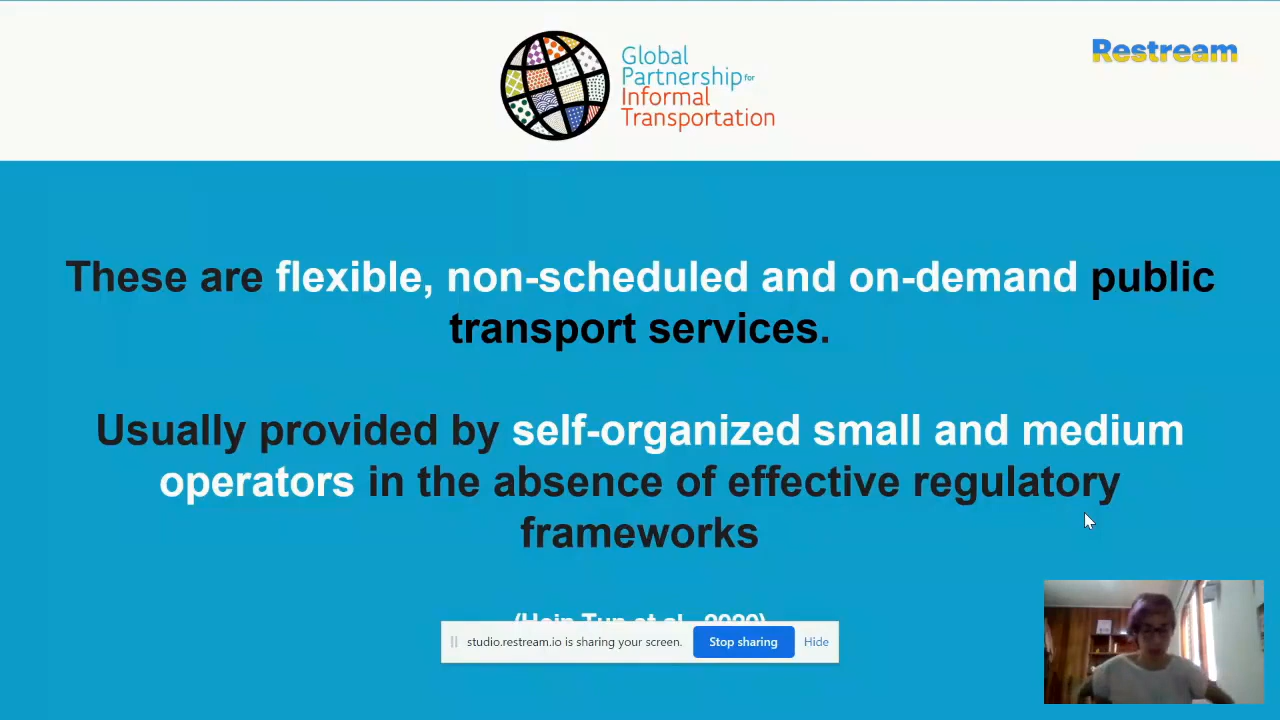 Global
Partnership for
Informal
Transportation
Restream
These are flexible, non-scheduled and on-demand public
transport services.
Usually provided by self-organized small and medium
operators in the absence of effective regulatory
frameworks
studio.restream.io is sharing your screen.
Stop sharing
Hide